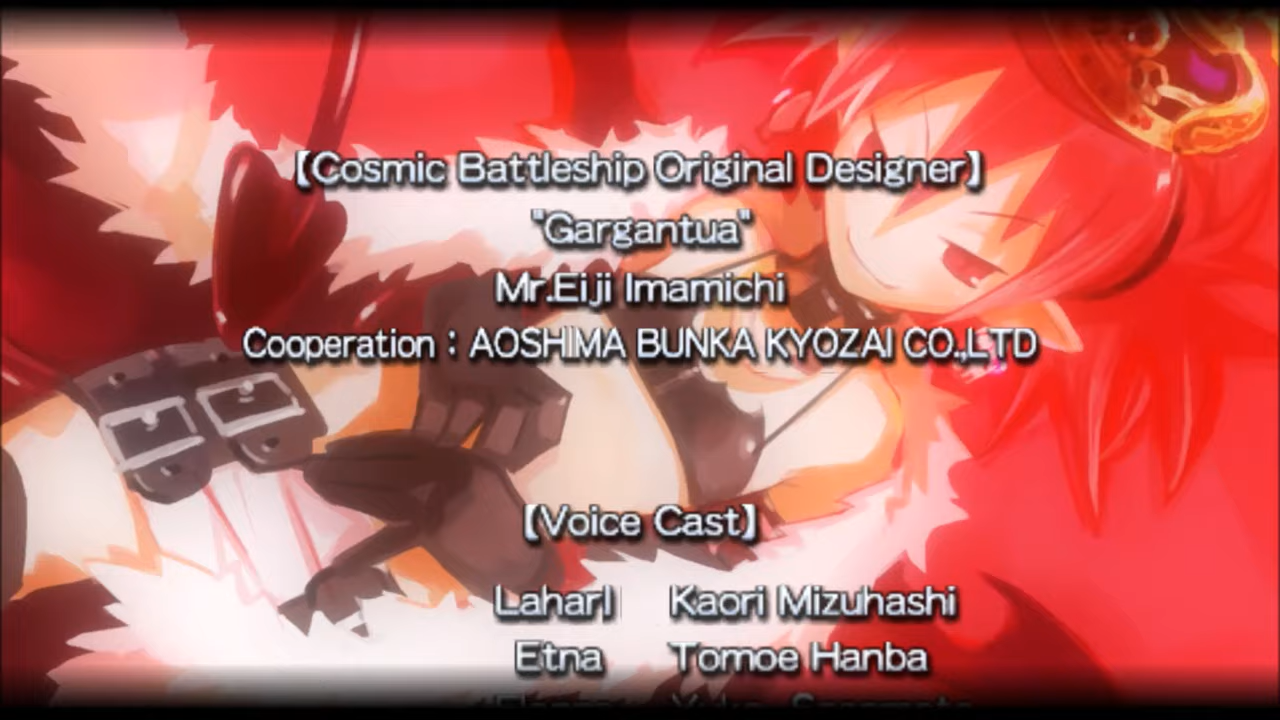 【Cosmic Battleship Original Designer】
"Gargantua"
Mr.Eiji Imamichi
Cooperation : AOSHIMA BUNKA KYOZAI CO.,LTD
【Voice Cast】
Laharl Kaori Mizuhashi
Etna Tomoe Hanba